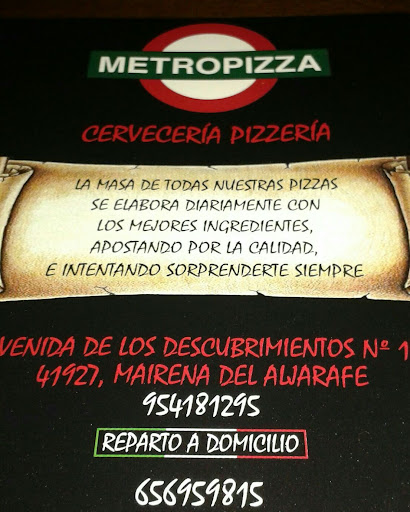 METROPIZZA
CERVECERÍA PIZZERÍA
LA MASA DE TODAS NUESTRAS PIZZAS
SE ELABORA DIARIAMENTE CON
LOS MEJORES INGREDIENTES,
APOSTANDO POR LA CALIDAD,
E INTENTANDO SORPRENDERTE SIEMPRE
VENIDA DE LOS DESCUBRIMIENTOS Nº 1
41927, MAIRENA DEL ALJARAFE
954181295
REPARTO A DOMICILIO
656959815